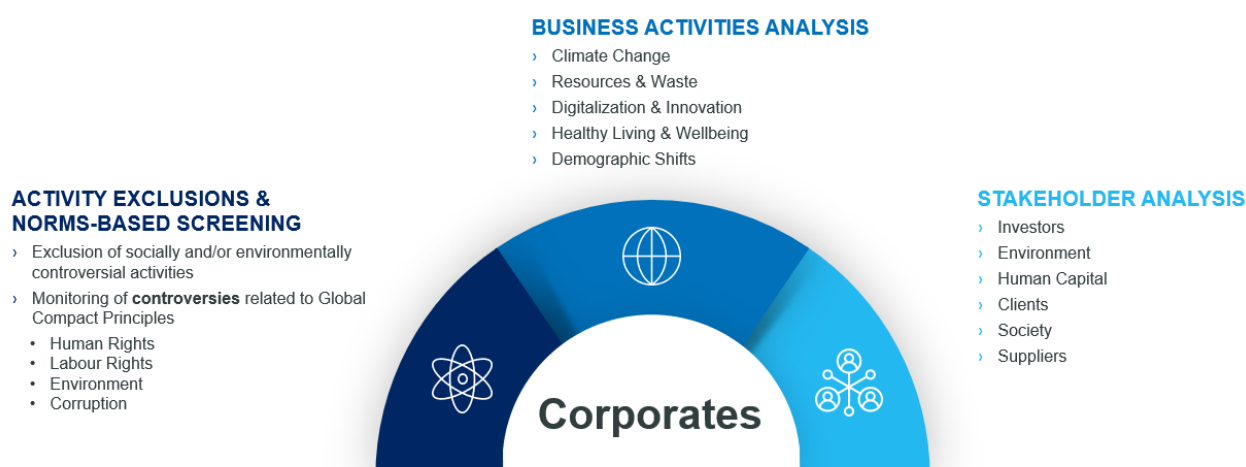 BUSINESS ACTIVITIES ANALYSIS
› Climate Change
› Resources & Waste
› Digitalization & Innovation
› Healthy Living & Wellbeing
› Demographic Shifts
ACTIVITY EXCLUSIONS &
NORMS-BASED SCREENING
› Exclusion of socially and/or environmentally
controversial activities
› Monitoring of controversies related to Global
Compact Principles
• Human Rights
• Labour Rights
• Environment
• Corruption
STAKEHOLDER ANALYSIS
› Investors
› Environment
› Human Capital
› Clients
› Society
› Suppliers
Corporates